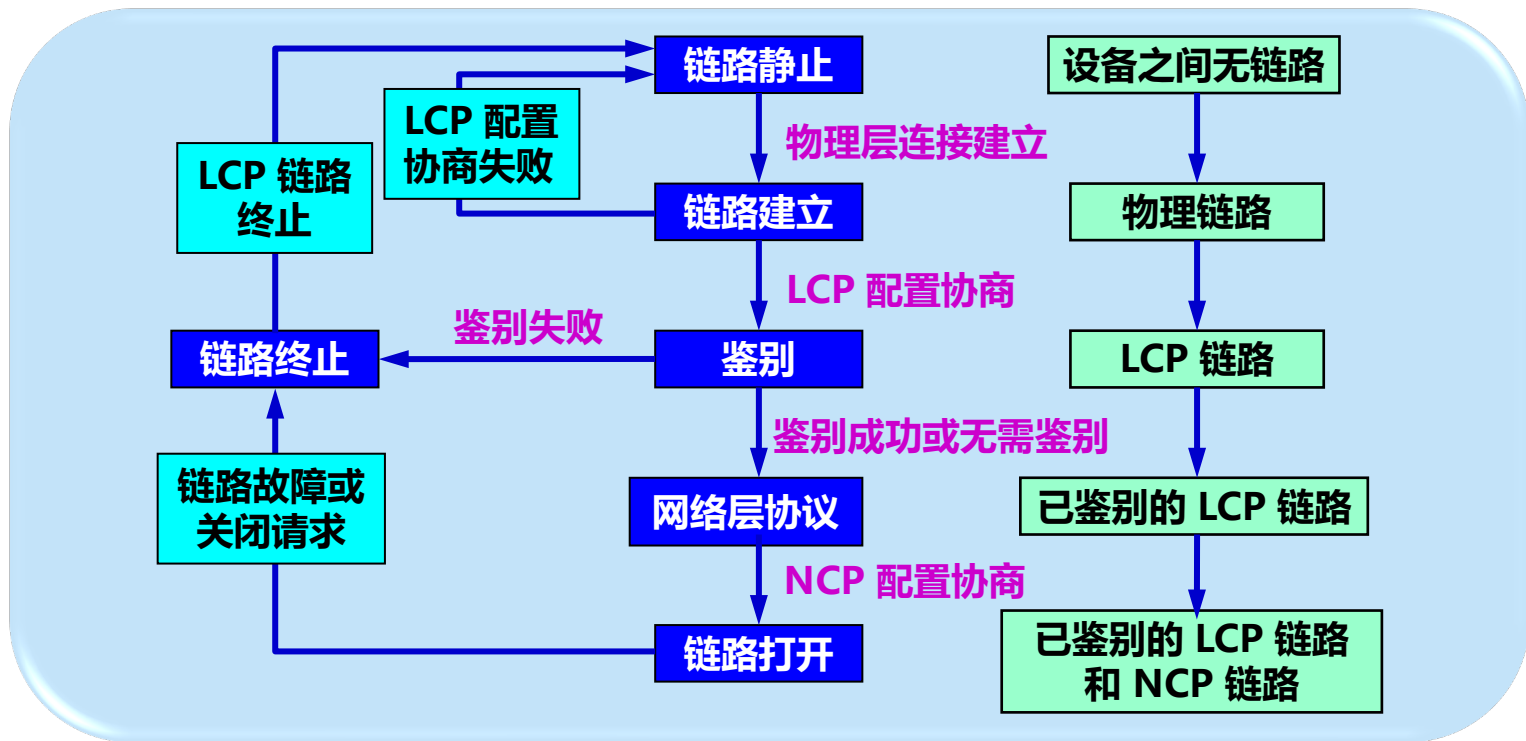 链路静止
设备之间无链路
LCP 配置
协商失败
物理层连接建立
LCP 链路
终止
链路建立
物理链路
LCP 配置协商
鉴别失败
链路终止
鉴别
LCP 链路
鉴别成功或无需鉴别
链路故障或
关闭请求
网络层协议
已鉴别的 LCP 链路
NCP 配置协商
链路打开
已鉴别的 LCP 链路
和 NCP 链路